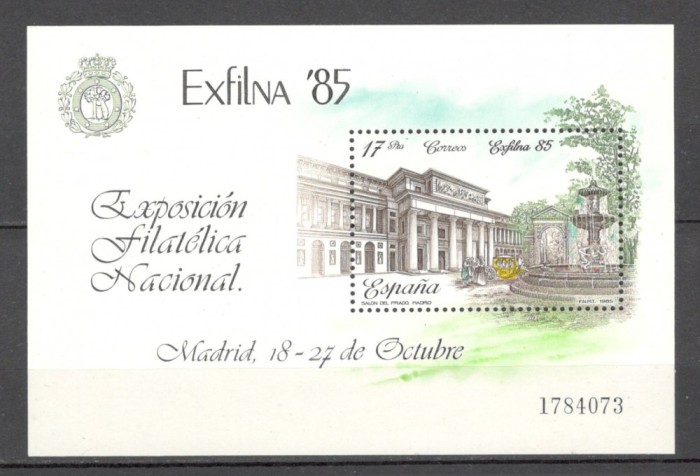 Exfilna '85
17 Pta Correos Exfilna 85
Exposición
Filatélica
Nacional.
España
SALON DEL PRADO. MADRID
F.N.M.T. 1985
Madrid, 18-27 de Octubre
1784073